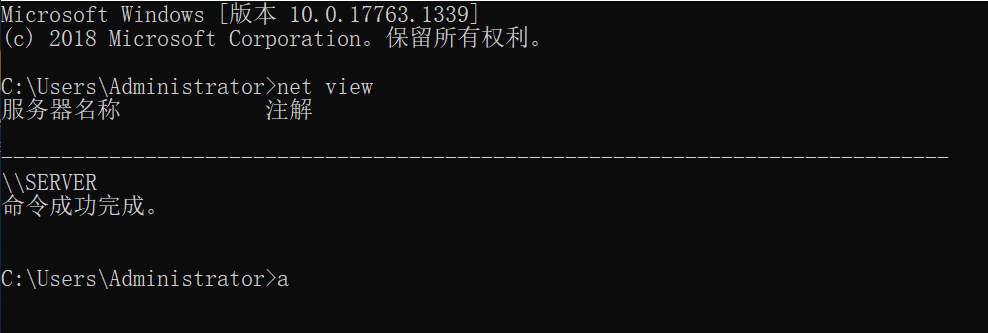 Microsoft Windows [版本 10.0.17763.1339]
(c) 2018 Microsoft Corporation。保留所有权利。
C:\Users\Administrator>net view
服务器名称            注解
-------------------------------------------------------------------------------
\\SERVER
命令成功完成。
C:\Users\Administrator>a